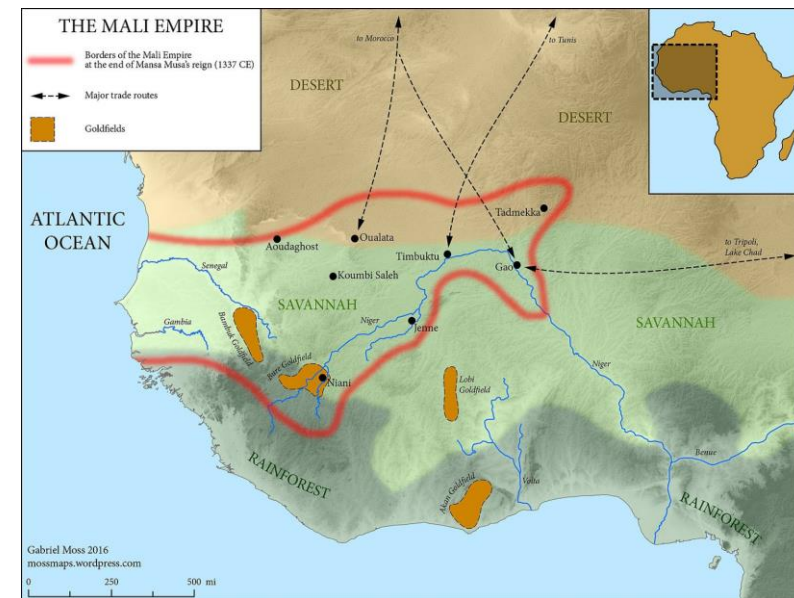 THE MALI EMPIRE
Borders of the Mali Empire
at the end of Mansa Musa's reign (1337 CE)
Major trade routes
Goldfields
to Morocco
to Tunis
DESERT
DESERT
ATLANTIC
OCEAN
Tadmekka
Aoudaghost
Oualata
Timbuktu
Gao
to Tripoli,
Lake Chad
Koumbi Saleh
Senegal
SAVANNAH
Gambia
Bambuk Goldfield
Niger
Jenne
SAVANNAH
Bure Goldfield
Niani
Lobi
Goldfield
Niger
RAINFOREST
Akan Goldfield
Volta
Benue
RAINFOREST
Gabriel Moss 2016
mossmaps.wordpress.com
0 250 500 mi